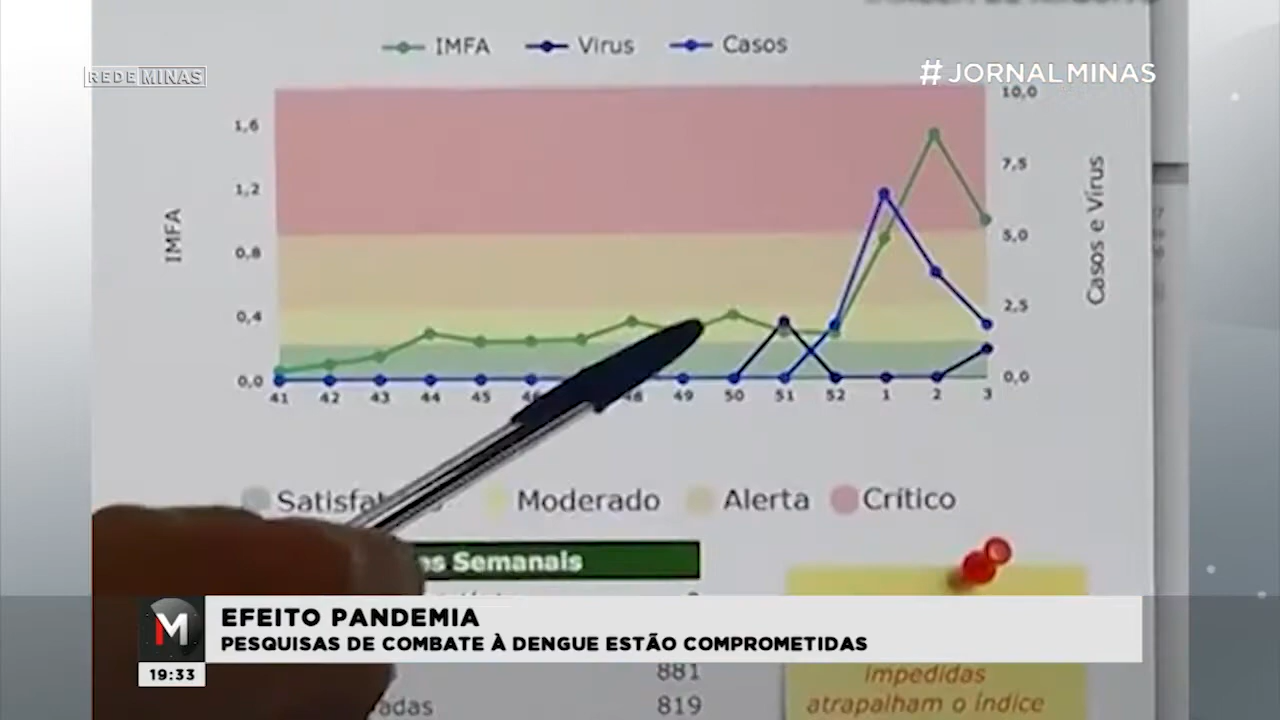 IMFA Vírus Casos
REDE MINAS
#JORNALMINAS
IMFA
1,6
1,2
0,8
0,4
0,0
10,0
7,5
5,0
2,5
0,0
Casos e Vírus
41 42 43 44 45 48 49 50 51 52 1 2 3
Moderado Alerta Crítico
Semanais
M
EFEITO PANDEMIA
PESQUISAS DE COMBATE À DENGUE ESTÃO COMPROMETIDAS
19:33
881
819
impedidas
atrapalham o índice